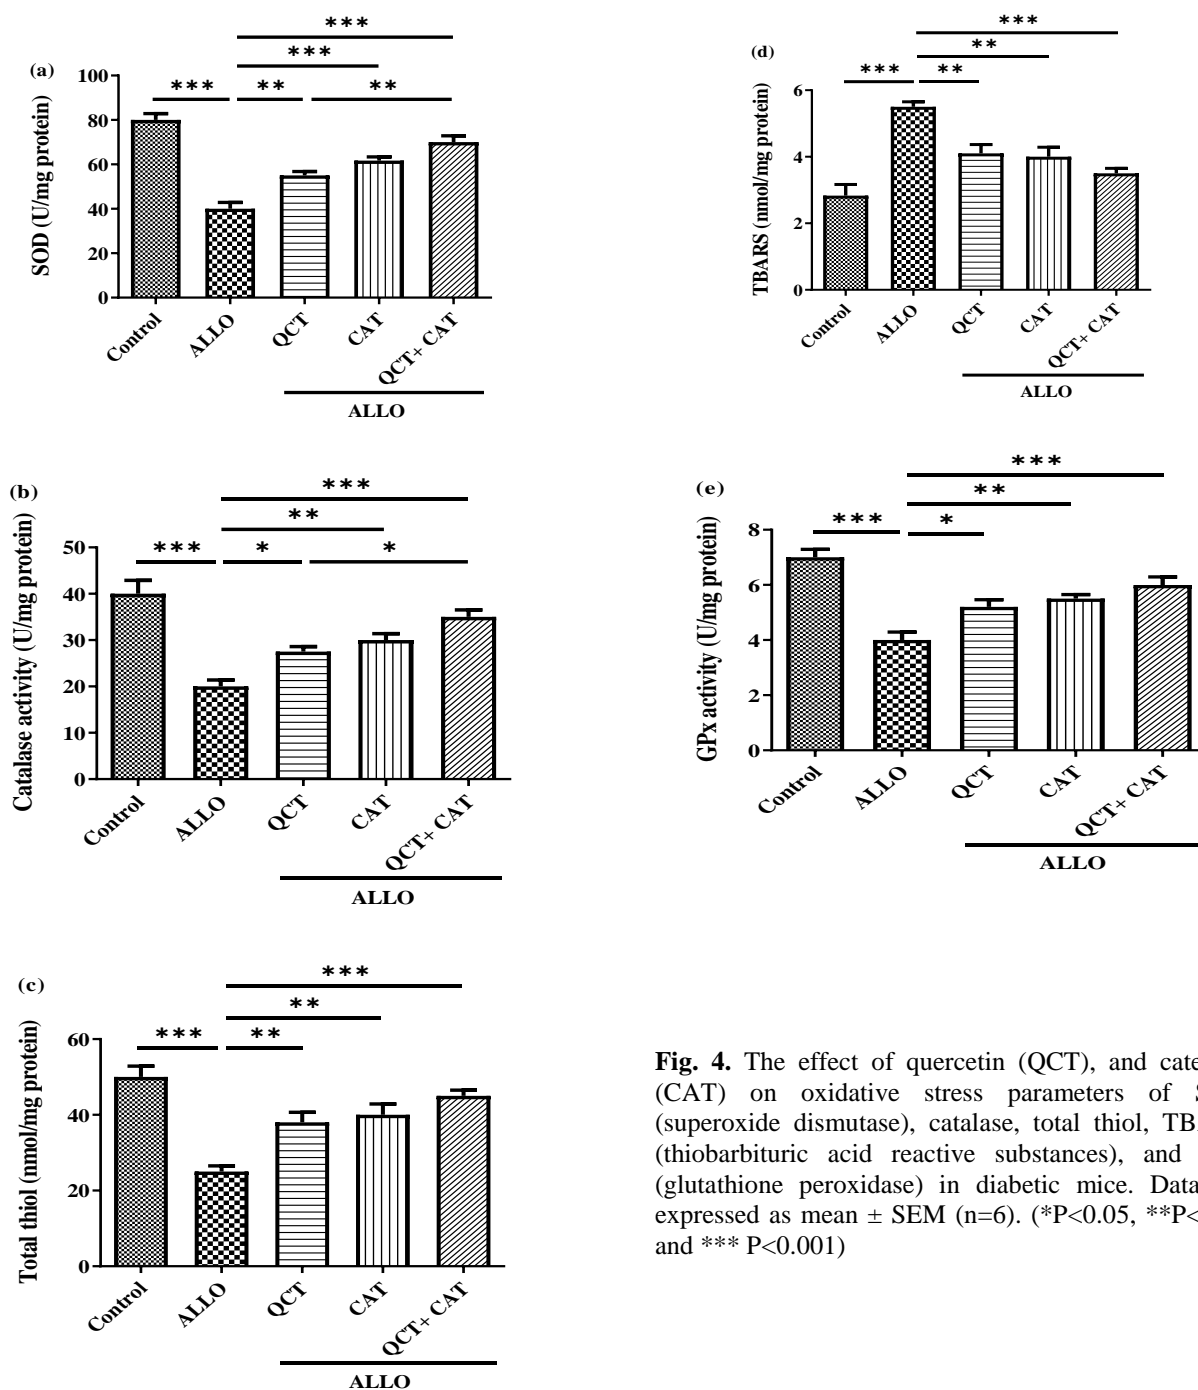 (a)
***
***
*** ** **
SOD (U/mg protein)
100
80
60
40
20
0
Control
ALLO
QCT
CAT
QCT+ CAT
ALLO
(d)
***
**
*** **
TBARS (nmol/mg protein)
6
4
2
0
Control
ALLO
QCT
CAT
QCT+ CAT
ALLO
(b)
***
**
*** * *
Catalase activity (U/mg protein)
50
40
30
20
10
0
Control
ALLO
QCT
CAT
QCT+ CAT
ALLO
(e)
***
**
*** *
GPx activity (U/mg protein)
8
6
4
2
0
Control
ALLO
QCT
CAT
QCT+ CAT
ALLO
(c)
***
**
*** **
Total thiol (nmol/mg protein)
60
40
20
0
Control
ALLO
QCT
CAT
QCT+ CAT
ALLO
Fig. 4. The effect of quercetin (QCT), and
(CAT) on oxidative stress parameters of
(superoxide dismutase), catalase, total thiol,
(thiobarbituric acid reactive substances), and
(glutathione peroxidase) in diabetic mice. Data
expressed as mean ± SEM (n=6). (*P<0.05, **P<
and *** P<0.001)